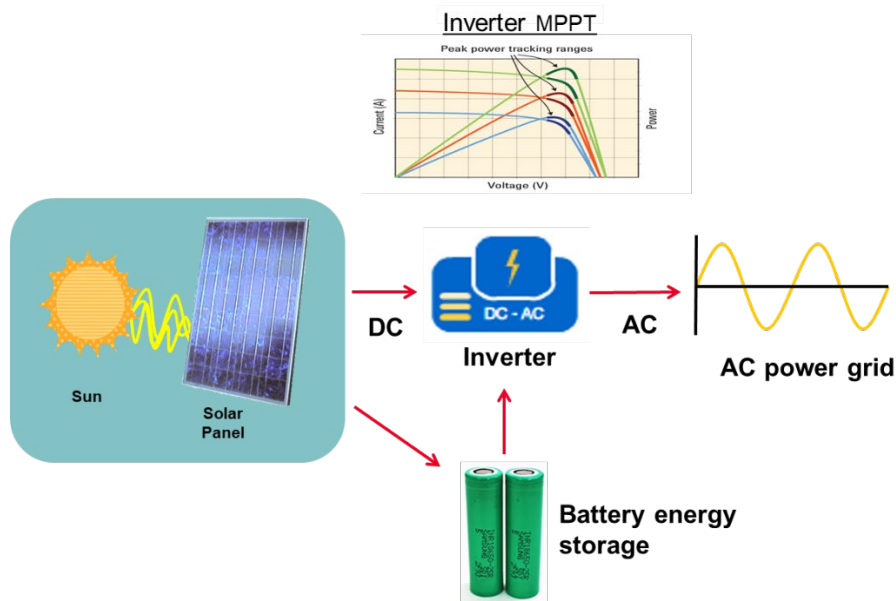 Inverter MPPT
Peak power tracking ranges
Current (A)
Power
Voltage (V)
Sun
Solar
Panel
DC
DC - AC
Inverter
AC
AC power grid
Battery energy
storage